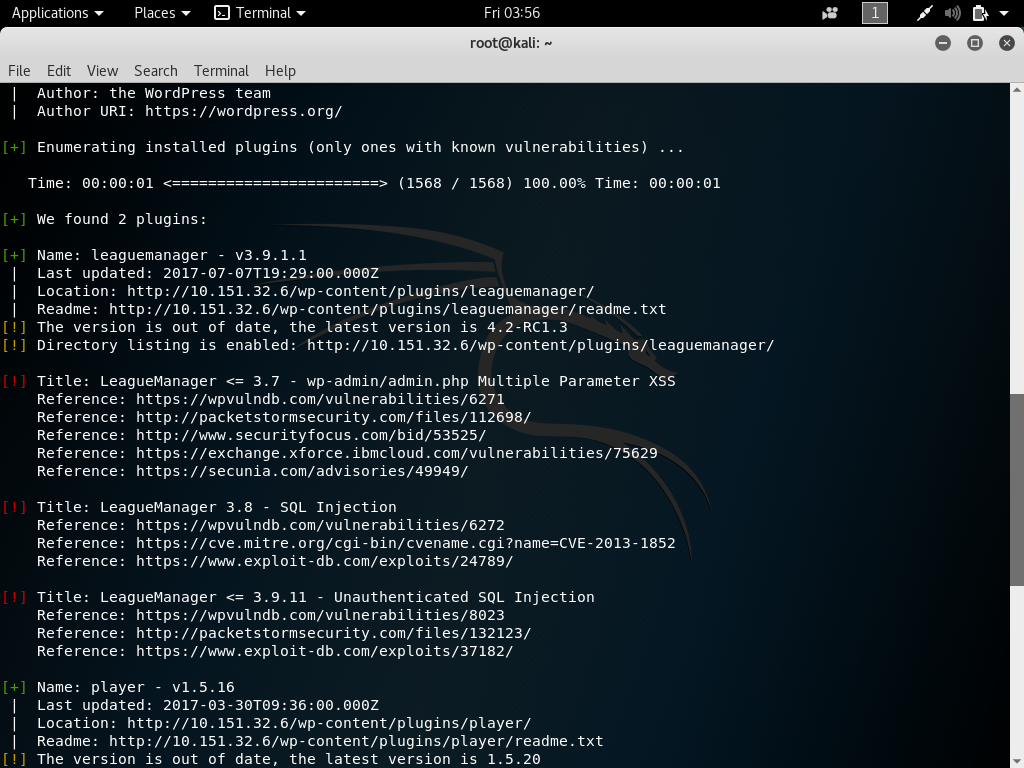 Applications Places Terminal Fri 03:56 1
root@kali: ~
File Edit View Search Terminal Help
| Author: the WordPress team
| Author URI: https://wordpress.org/
[+] Enumerating installed plugins (only ones with known vulnerabilities) ...
Time: 00:00:01 <=======================> (1568 / 1568) 100.00% Time: 00:00:01
[+] We found 2 plugins:
[+] Name: leaguemanager - v3.9.1.1
| Last updated: 2017-07-07T19:29:00.000Z
| Location: http://10.151.32.6/wp-content/plugins/leaguemanager/
| Readme: http://10.151.32.6/wp-content/plugins/leaguemanager/readme.txt
[!] The version is out of date, the latest version is 4.2-RC1.3
[!] Directory listing is enabled: http://10.151.32.6/wp-content/plugins/leaguemanager/
[!] Title: LeagueManager <= 3.7 - wp-admin/admin.php Multiple Parameter XSS
Reference: https://wpvulndb.com/vulnerabilities/6271
Reference: http://packetstormsecurity.com/files/112698/
Reference: http://www.securityfocus.com/bid/53525/
Reference: https://exchange.xforce.ibmcloud.com/vulnerabilities/75629
Reference: https://secunia.com/advisories/49949/
[!] Title: LeagueManager 3.8 - SQL Injection
Reference: https://wpvulndb.com/vulnerabilities/6272
Reference: https://cve.mitre.org/cgi-bin/cvename.cgi?name=CVE-2013-1852
Reference: https://www.exploit-db.com/exploits/24789/
[!] Title: LeagueManager <= 3.9.11 - Unauthenticated SQL Injection
Reference: https://wpvulndb.com/vulnerabilities/8023
Reference: http://packetstormsecurity.com/files/132123/
Reference: https://www.exploit-db.com/exploits/37182/
[+] Name: player - v1.5.16
| Last updated: 2017-03-30T09:36:00.000Z
| Location: http://10.151.32.6/wp-content/plugins/player/
| Readme: http://10.151.32.6/wp-content/plugins/player/readme.txt
[!] The version is out of date, the latest version is 1.5.20